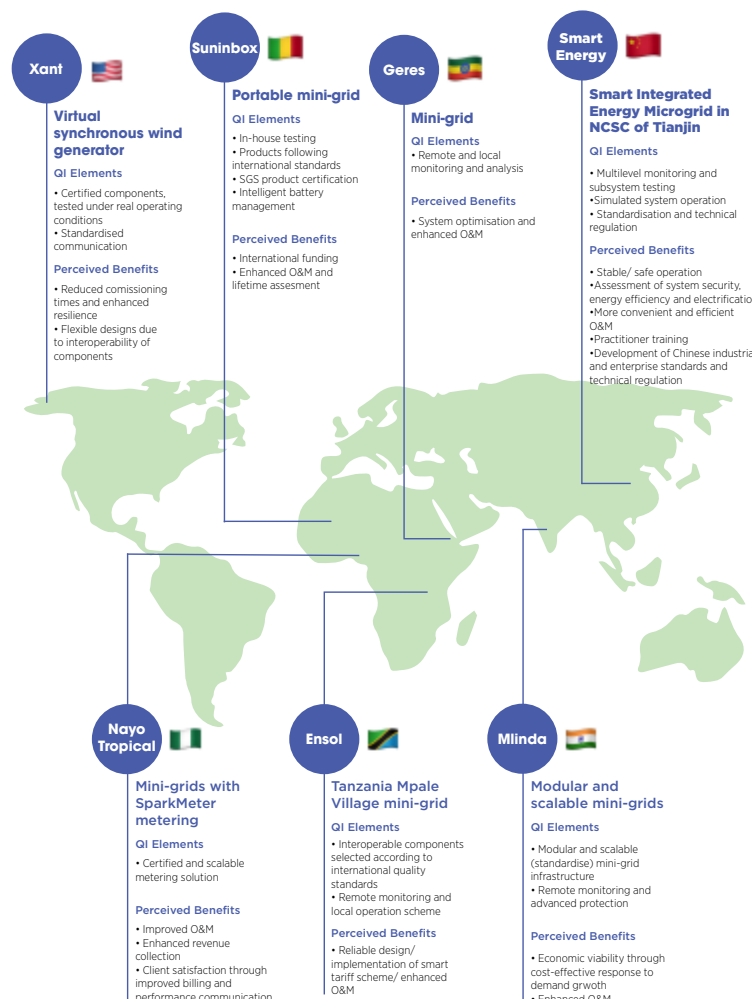 Xant
Virtual
synchronous wind
generator
QI Elements
• Certified components,
tested under real operating
conditions
• Standardised
communication
Perceived Benefits
• Reduced comissioning
times and enhanced
resilience
• Flexible designs due
to interoperability of
components
Suninbox
Portable mini-grid
QI Elements
• In-house testing
• Products following
international standards
• SGS product certification
• Intelligent battery
management
Perceived Benefits
• International funding
• Enhanced O&M and
lifetime assesment
Geres
Mini-grid
QI Elements
• Remote and local
monitoring and analysis
Perceived Benefits
• System optimisation and
enhanced O&M
Smart
Energy
Smart Integrated
Energy Microgrid in
NCSC of Tianjin
QI Elements
• Multilevel monitoring and
subsystem testing
•Simulated system operation
• Standardisation and technical
regulation
Perceived Benefits
• Stable/ safe operation
•Assessment of system security,
energy efficiency and electrificatio
•More convenient and efficient
O&M
•Practitioner training
•Development of Chinese industria
and enterprise standards and
technical regulation
Nayo
Tropical
Mini-grids with
SparkMeter
metering
QI Elements
• Certified and scalable
metering solution
Perceived Benefits
• Improved O&M
• Enhanced revenue
collection
• Client satisfaction through
improved billing and
performance communication
Ensol
Tanzania Mpale
Village mini-grid
QI Elements
• Interoperable components
selected according to
international quality
standards
• Remote monitoring and
local operation scheme
Perceived Benefits
• Reliable design/
implementation of smart
tariff scheme/ enhanced
O&M
Mlinda
Modular and
scalable mini-grids
QI Elements
• Modular and scalable
(standardise) mini-grid
infrastructure
• Remote monitoring and
advanced protection
Perceived Benefits
• Economic viability through
cost-effective response to
demand grwoth
• Enhanced O&M